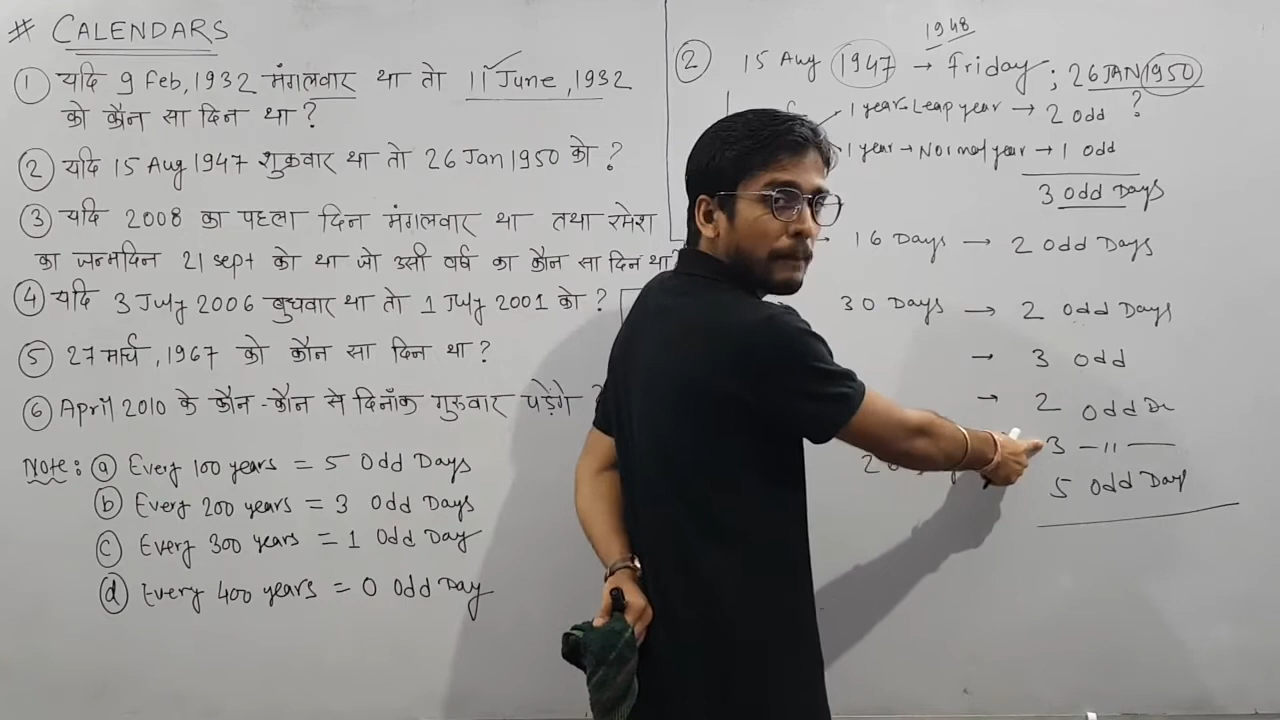 # CALENDARS
① यदि 9 Feb, 1932 मंगलवार था तो 11 June, 1932
को कौन सा दिन था ?
② यदि 15 Aug 1947 शुक्रवार था तो 26 Jan 1950 को ?
③ यदि 2008 का पहला दिन मंगलवार था तथा रमेश
का जन्मदिन 21 sept को था जो उसी वर्ष का कौन सा दिन था ?
④ यदि 3 July 2006 बुधवार था तो 1 July 2001 को ?
⑤ 27 मार्च, 1967 को कौन सा दिन था ?
⑥ April 2010 के कौन-कौन से दिनाँक गुरुवार पड़ेंगे ?
Note: ⓐ Every 100 years = 5 Odd Days
ⓑ Every 200 years = 3 Odd Days
ⓒ Every 300 years = 1 Odd Day
ⓓ Every 400 years = 0 Odd Day
1948
② 15 Aug 1947 → Friday ; 26 JAN 1950
?
1 year - Leap year → 2 odd
1 year → Normal year → 1 odd
3 odd Days
16 Days → 2 odd Days
30 Days → 2 odd Days
→ 3 odd
→ 2 odd
3 — 11 —
5 odd Days